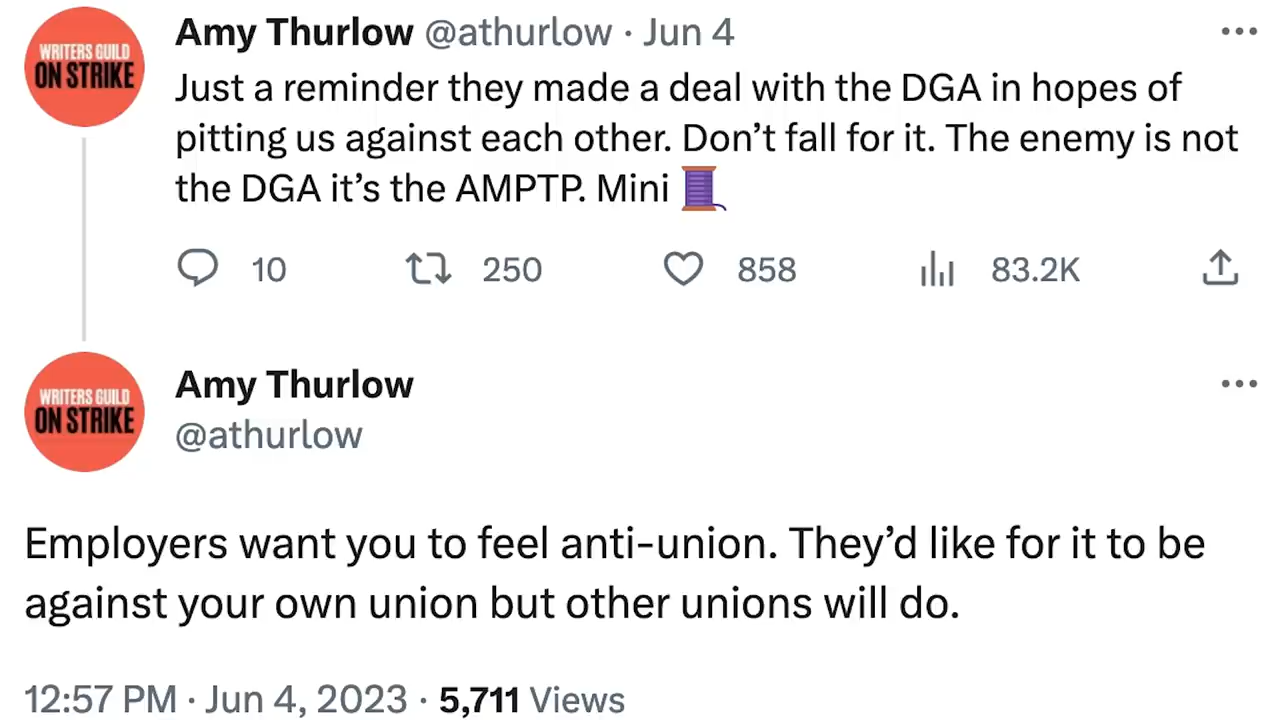 WRITERS GUILD
ON STRIKE
Amy Thurlow @athurlow · Jun 4
Just a reminder they made a deal with the DGA in hopes of
pitting us against each other. Don’t fall for it. The enemy is not
the DGA it’s the AMPTP. Mini 🧵
10 250 858 83.2K
WRITERS GUILD
ON STRIKE
Amy Thurlow
@athurlow
Employers want you to feel anti-union. They’d like for it to be
against your own union but other unions will do.
12:57 PM · Jun 4, 2023 · 5,711 Views